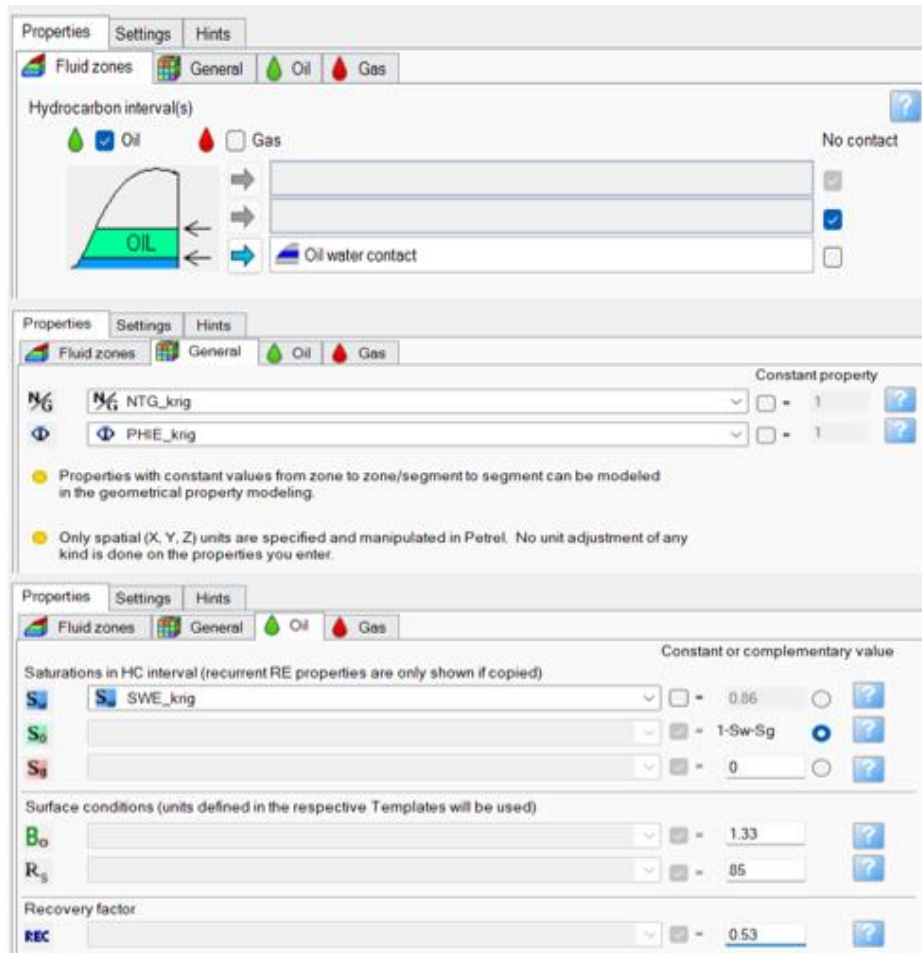 Properties Settings Hints
Fluid zones General Oil Gas
Hydrocarbon interval(s)
Oil Gas No contact
OIL
Oil water contact
Properties Settings Hints
Fluid zones General Oil Gas
Constant property
N/G N/G NTG_krig = 1
Φ Φ PHIE_krig = 1
Properties with constant values from zone to zone/segment to segment can be modeled
in the geometrical property modeling.
Only spatial (X, Y, Z) units are specified and manipulated in Petrel. No unit adjustment of any
kind is done on the properties you enter.
Properties Settings Hints
Fluid zones General Oil Gas
Constant or complementary value
Saturations in HC interval (recurrent RE properties are only shown if copied)
Sw Sw SWE_krig = 0.86
So = 1-Sw-Sg
Sg = 0
Surface conditions (units defined in the respective Templates will be used)
Bo = 1.33
Rs = 85
Recovery factor
REC = 0.53